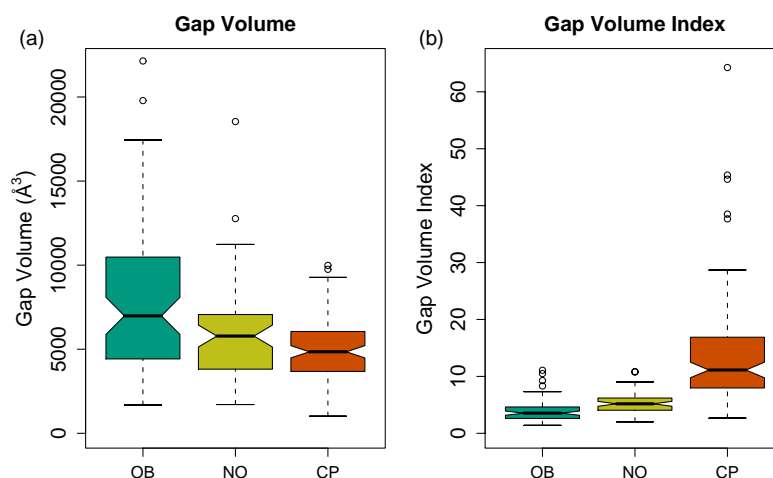 (a)
Gap Volume
Gap Volume (Å³)
20000
15000
10000
5000
0
OB NO CP
(b)
Gap Volume Index
Gap Volume Index
60
50
40
30
20
10
0
OB NO CP